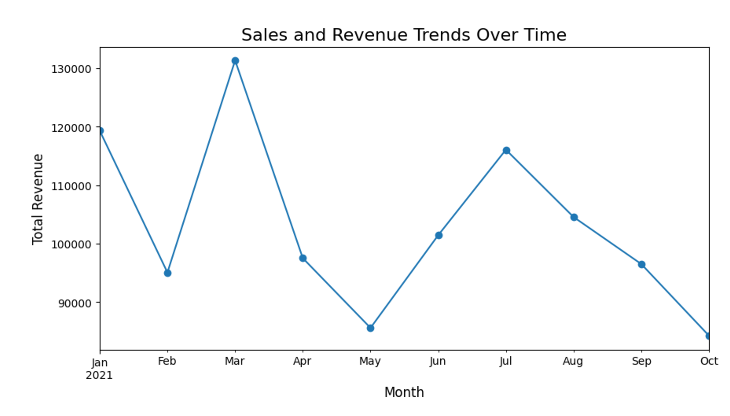 Sales and Revenue Trends Over Time
130000
120000
110000
100000
90000
Total Revenue
Jan Feb Mar Apr May Jun Jul Aug Sep Oct
2021
Month